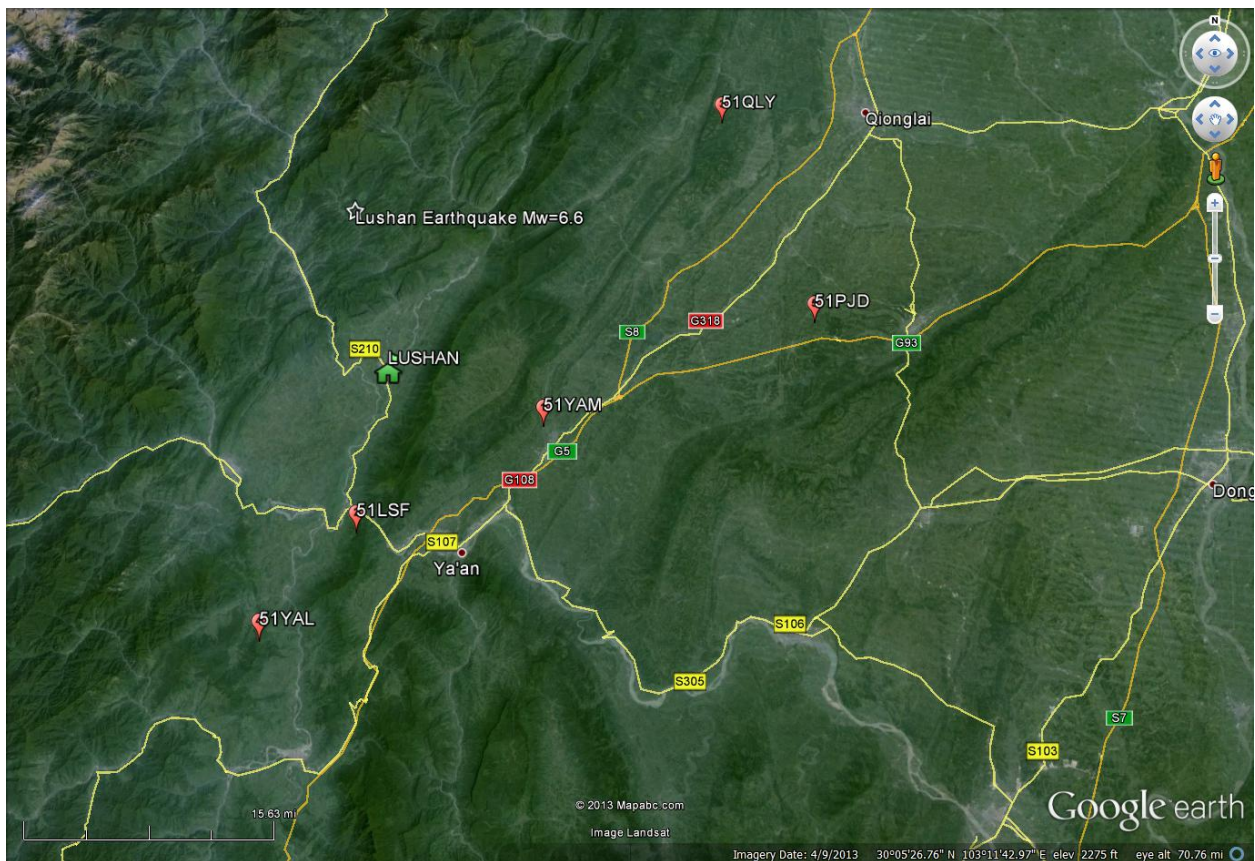 N
51QLY
Qionglai
Lushan Earthquake Mw=6.6
51PJD
G318
S8
G93
S210
LUSHAN
51YAM
G5
G108
Dong
51LSF
S107
Ya'an
51YAL
S106
S305
S7
S103
15.63 mi
© 2013 Mapabc.com
Image Landsat
Google earth
Imagery Date: 4/9/2013 30°05'26.76" N 103°11'42.97" E elev 2275 ft eye alt 70.76 mi